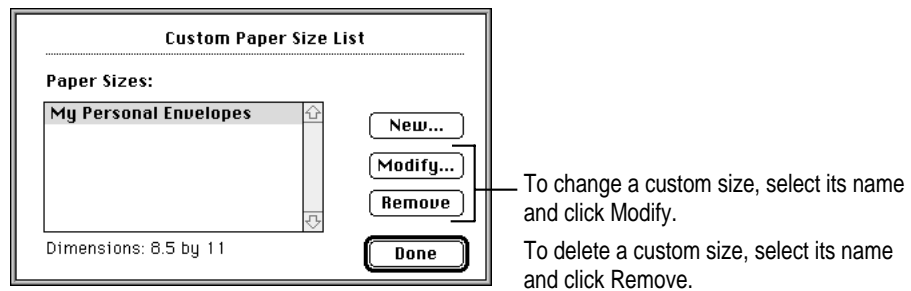 Custom Paper Size List
Paper Sizes:
My Personal Envelopes
New...
Modify...
Remove
Dimensions: 8.5 by 11
Done
To change a custom size, select its name
and click Modify.
To delete a custom size, select its name
and click Remove.